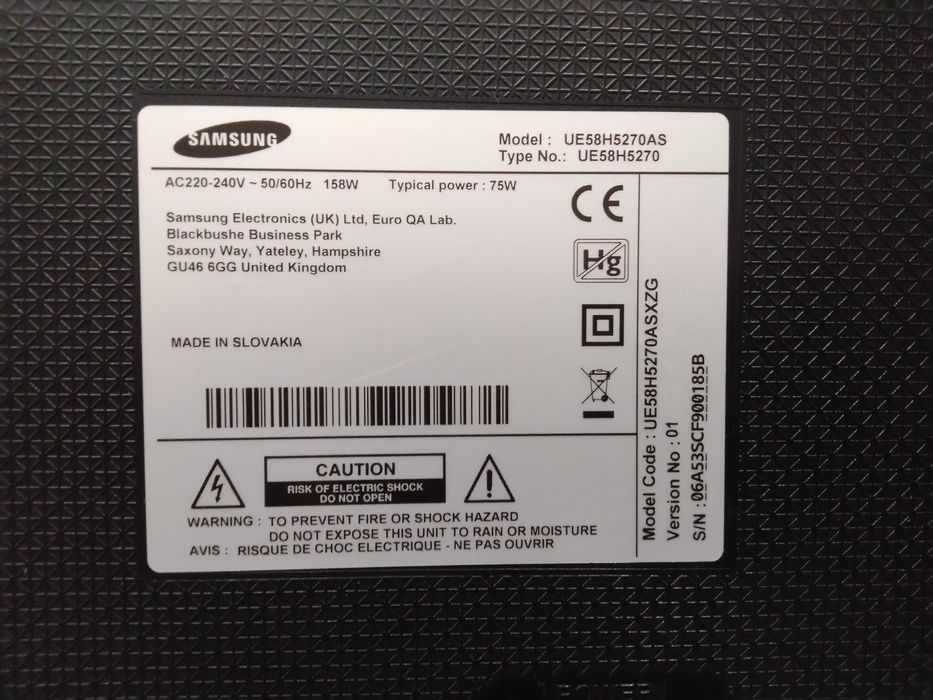 SAMSUNG
Model : UE58H5270AS
Type No.: UE58H5270
AC220-240V ~ 50/60Hz 158W Typical power : 75W
Samsung Electronics (UK) Ltd, Euro QA Lab.
Blackbushe Business Park
Saxony Way, Yateley, Hampshire
GU46 6GG United Kingdom
MADE IN SLOVAKIA
CE
Hg
CAUTION
RISK OF ELECTRIC SHOCK
DO NOT OPEN
WARNING : TO PREVENT FIRE OR SHOCK HAZARD
DO NOT EXPOSE THIS UNIT TO RAIN OR MOISTURE
AVIS : RISQUE DE CHOC ELECTRIQUE - NE PAS OUVRIR
Model Code : UE58H5270ASXZG
Version No : 01
S/N : 06A53SCF900185B